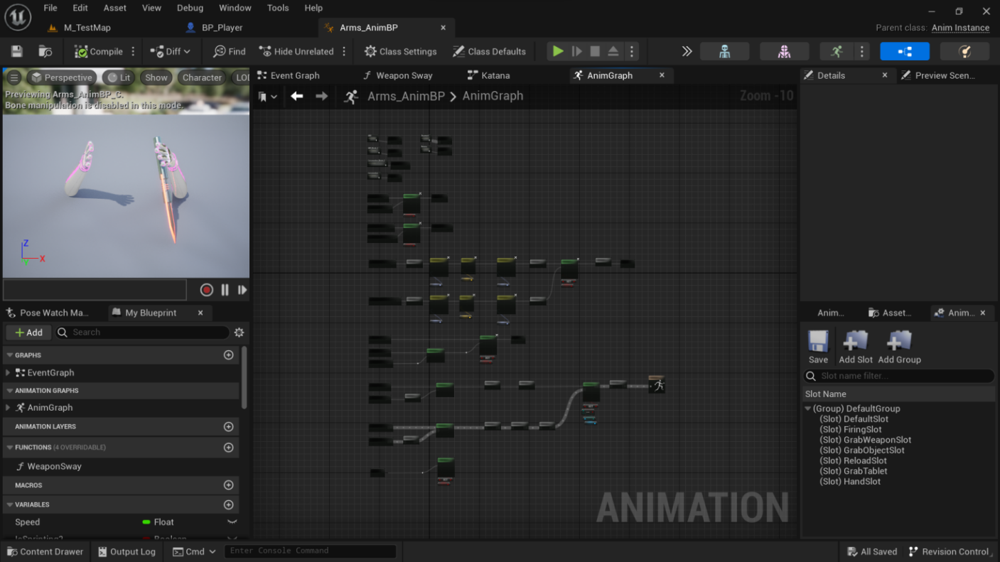 File Edit Asset View Debug Window Tools Help
M_TestMap BP_Player Arms_AnimBP
Parent class: Anim Instance
Compile Diff Find Hide Unrelated Class Settings Class Defaults
Perspective Lit Show Character LOD
Previewing Arms_AnimBP_C.
Bone manipulation is disabled in this mode.
Z
X
Event Graph Weapon Sway Katana AnimGraph
Arms_AnimBP > AnimGraph
Zoom -10
ANIMATION
Details Preview Scen...
Pose Watch Ma... My Blueprint
Add Search
GRAPHS
EventGraph
ANIMATION GRAPHS
AnimGraph
ANIMATION LAYERS
FUNCTIONS (4 OVERRIDABLE)
WeaponSway
MACROS
VARIABLES
Speed Float
IsSprinting? Boolean
Anim... Asset... Anim...
Save Add Slot Add Group
Slot name filter...
Slot Name
(Group) DefaultGroup
(Slot) DefaultSlot
(Slot) FiringSlot
(Slot) GrabWeaponSlot
(Slot) GrabObjectSlot
(Slot) ReloadSlot
(Slot) GrabTablet
(Slot) HandSlot
Content Drawer Output Log Cmd Enter Console Command
All Saved Revision Control